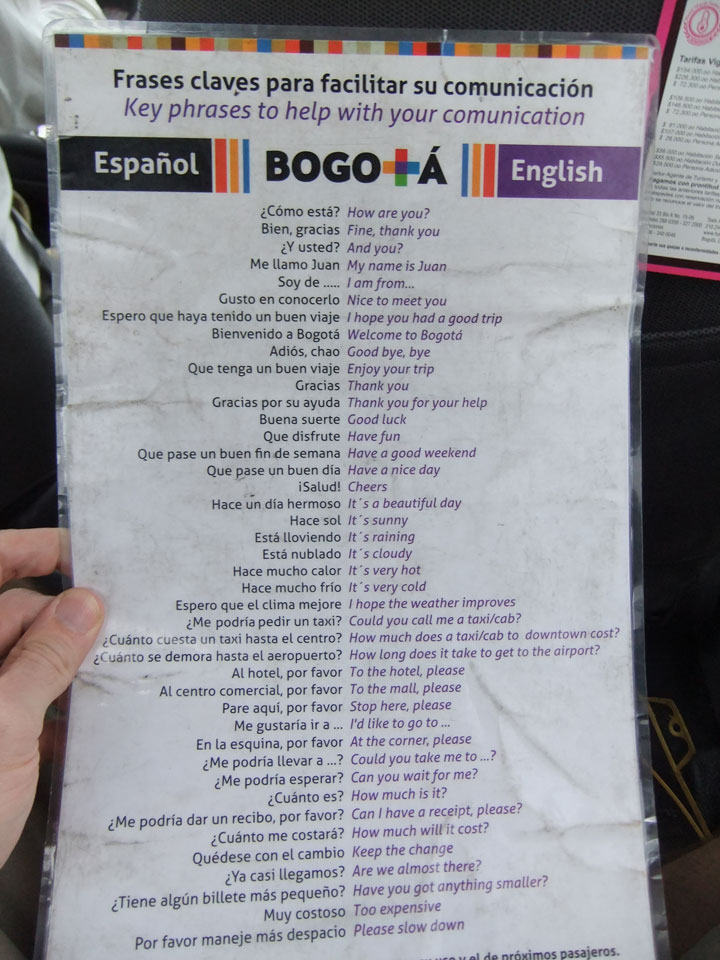 Frases claves para facilitar su comunicación
Key phrases to help with your comunication
Español BOGOTÁ English
¿Cómo está? How are you?
Bien, gracias Fine, thank you
¿Y usted? And you?
Me llamo Juan My name is Juan
Soy de ..... I am from...
Gusto en conocerlo Nice to meet you
Espero que haya tenido un buen viaje I hope you had a good trip
Bienvenido a Bogotá Welcome to Bogotá
Adiós, chao Good bye, bye
Que tenga un buen viaje Enjoy your trip
Gracias Thank you
Gracias por su ayuda Thank you for your help
Buena suerte Good luck
Que disfrute Have fun
Que pase un buen fin de semana Have a good weekend
Que pase un buen día Have a nice day
¡Salud! Cheers
Hace un día hermoso It´s a beautiful day
Hace sol It´s sunny
Está lloviendo It´s raining
Está nublado It´s cloudy
Hace mucho calor It´s very hot
Hace mucho frío It´s very cold
Espero que el clima mejore I hope the weather improves
¿Me podría pedir un taxi? Could you call me a taxi/cab?
¿Cuánto cuesta un taxi hasta el centro? How much does a taxi/cab to downtown cost?
¿Cuánto se demora hasta el aeropuerto? How long does it take to get to the airport?
Al hotel, por favor To the hotel, please
Al centro comercial, por favor To the mall, please
Pare aquí, por favor Stop here, please
Me gustaría ir a ... I'd like to go to ...
En la esquina, por favor At the corner, please
¿Me podría llevar a ...? Could you take me to ...?
¿Me podría esperar? Can you wait for me?
¿Cuánto es? How much is it?
¿Me podría dar un recibo, por favor? Can I have a receipt, please?
¿Cuánto me costará? How much will it cost?
Quédese con el cambio Keep the change
¿Ya casi llegamos? Are we almost there?
¿Tiene algún billete más pequeño? Have you got anything smaller?
Muy costoso Too expensive
Por favor maneje más despacio Please slow down
uso y el de próximos pasajeros.
Tarifas